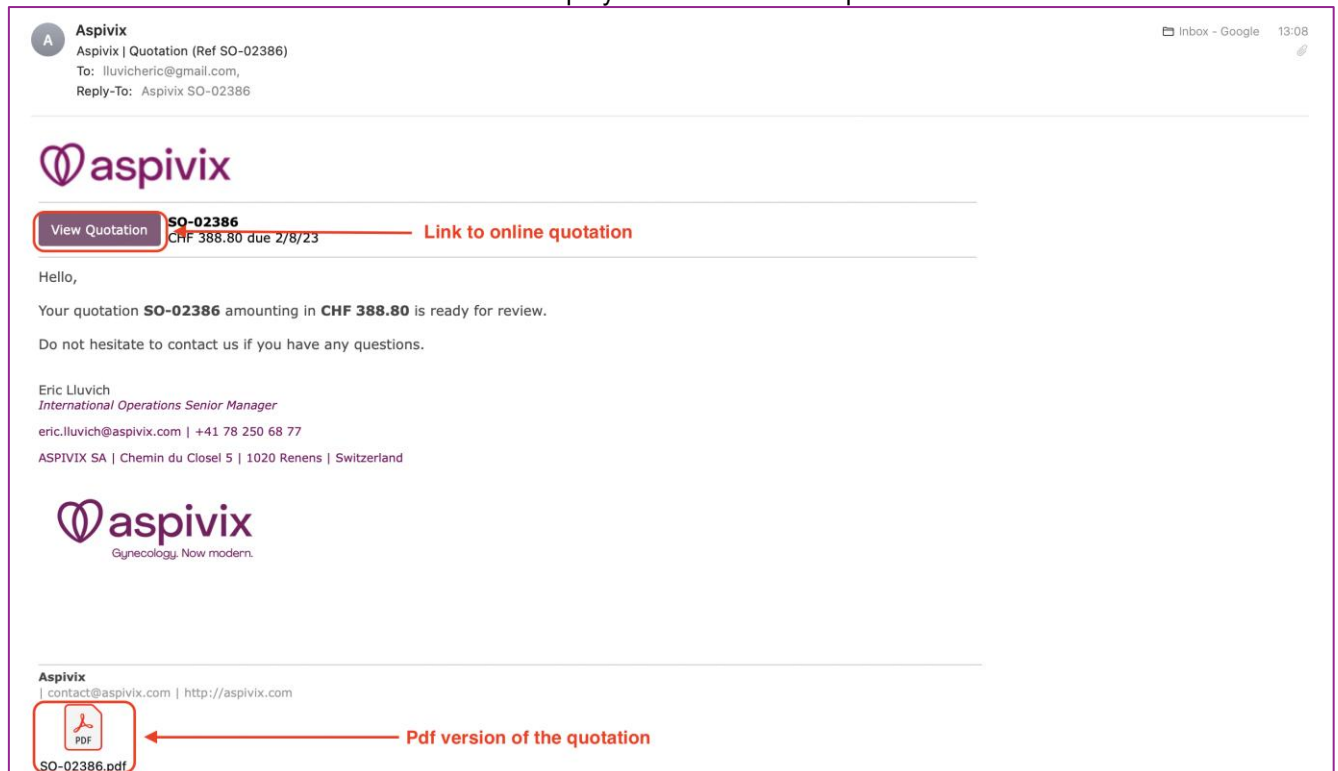 A
Aspivix
Inbox - Google 13:08
Aspivix | Quotation (Ref SO-02386)
To: lluvicheric@gmail.com,
Reply-To: Aspivix SO-02386
aspivix
View Quotation
SO-02386
CHF 388.80 due 2/8/23
Link to online quotation
Hello,
Your quotation SO-02386 amounting in CHF 388.80 is ready for review.
Do not hesitate to contact us if you have any questions.
Eric Lluvich
International Operations Senior Manager
eric.lluvich@aspivix.com | +41 78 250 68 77
ASPIVIX SA | Chemin du Closel 5 | 1020 Renens | Switzerland
aspivix
Gynecology. Now modern.
Aspivix
| contact@aspivix.com | http://aspivix.com
PDF
Pdf version of the quotation
SO-02386.pdf